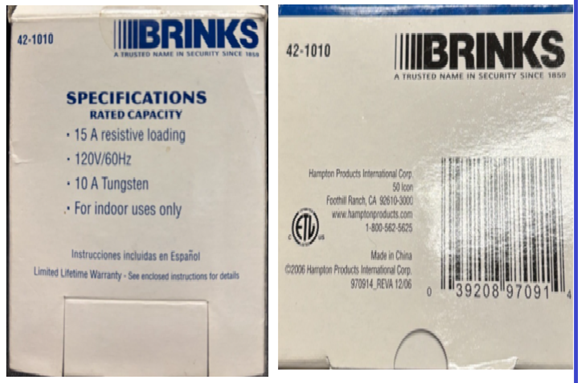 42-1010
BRINKS
A TRUSTED NAME IN SECURITY SINCE 1859
SPECIFICATIONS
RATED CAPACITY
· 15 A resistive loading
· 120V/60Hz
· 10 A Tungsten
· For indoor uses only
Instrucciones incluidas en Español
Limited Lifetime Warranty - See enclosed instructions for details
42-1010
BRINKS
A TRUSTED NAME IN SECURITY SINCE 1859
Hampton Products International Corp.
50 Icon
Foothill Ranch, CA 92610-3000
www.hamptonproducts.com
1-800-562-5625
C ETL US
Made in China
©2006 Hampton Products International Corp.
970914_REVA 12/06
0 39208 97091 4